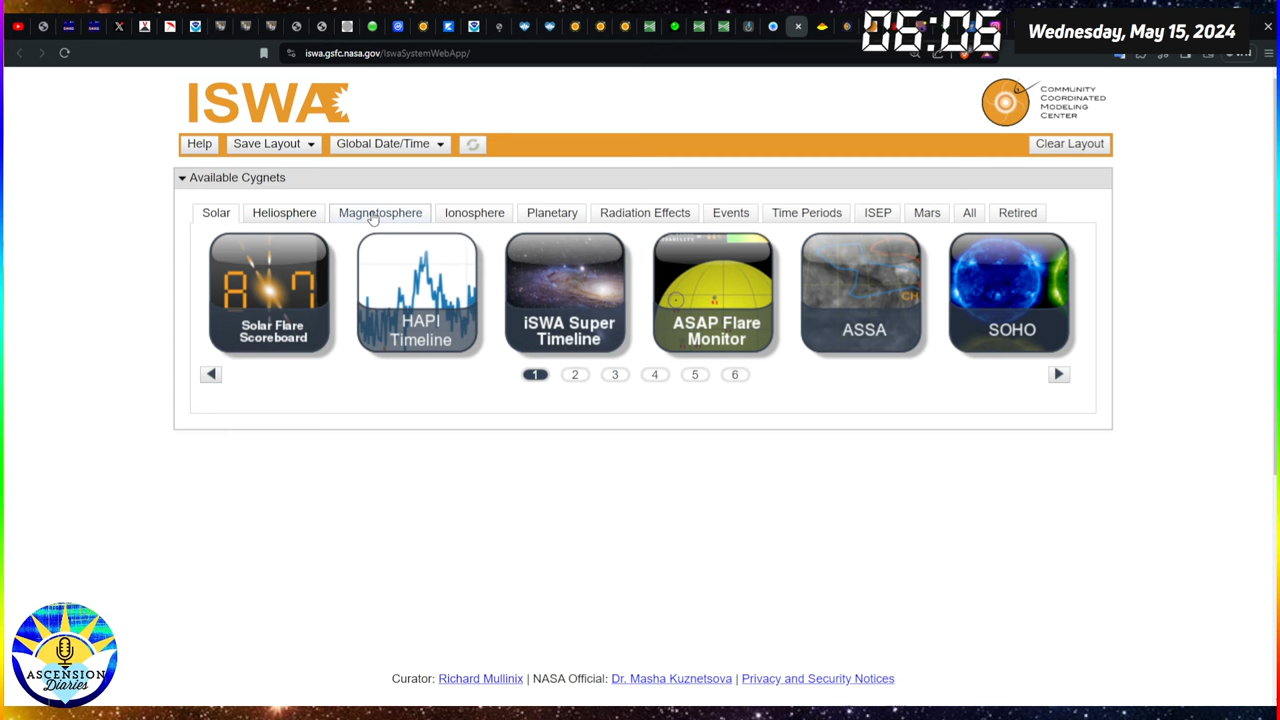 06:06
Wednesday, May 15, 2024
iswa.gsfc.nasa.gov/IswaSystemWebApp/
ISWA
COMMUNITY
COORDINATED
MODELING
CENTER
Help
Save Layout
Global Date/Time
Clear Layout
Available Cygnets
Solar
Heliosphere
Magnetosphere
Ionosphere
Planetary
Radiation Effects
Events
Time Periods
ISEP
Mars
All
Retired
Solar Flare
Scoreboard
HAPI
Timeline
iSWA Super
Timeline
ASAP Flare
Monitor
CH
ASSA
SOHO
1 2 3 4 5 6
ASCENSION
Diaries
Curator: Richard Mullinix | NASA Official: Dr. Masha Kuznetsova | Privacy and Security Notices